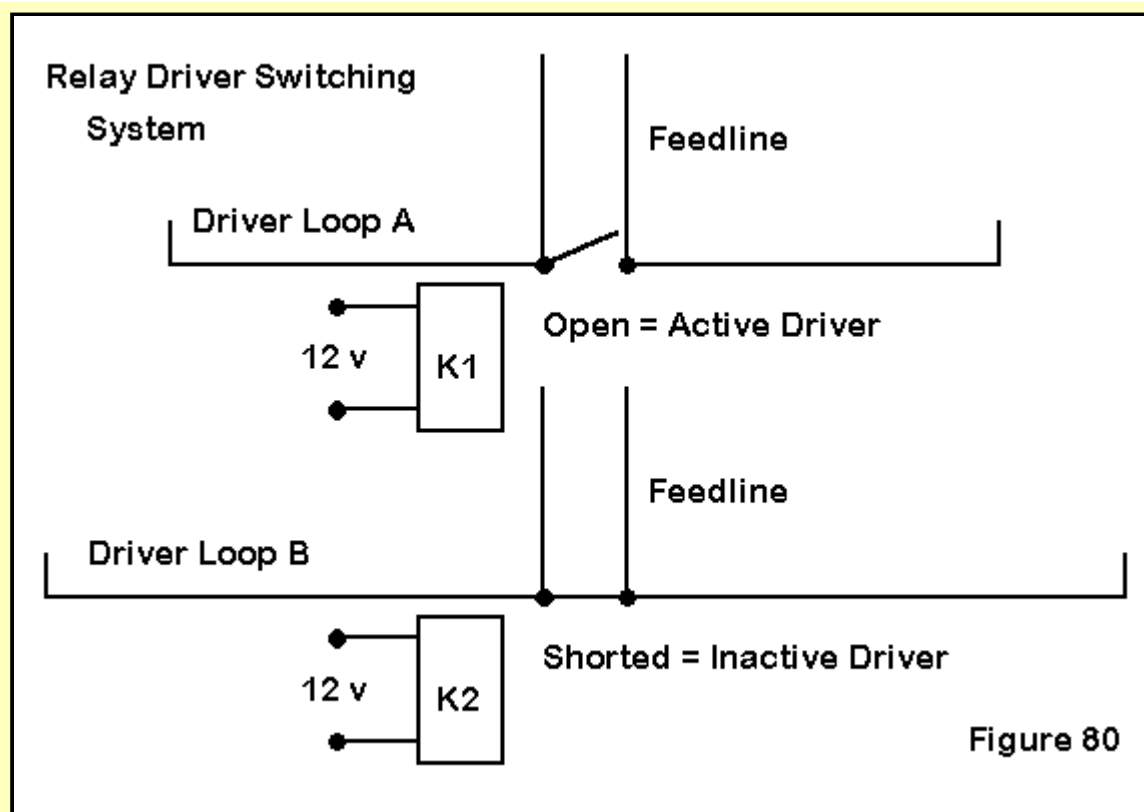 Relay Driver Switching
System
Feedline
Driver Loop A
Open = Active Driver
12 v
K1
Feedline
Driver Loop B
Shorted = Inactive Driver
12 v
K2
Figure 80